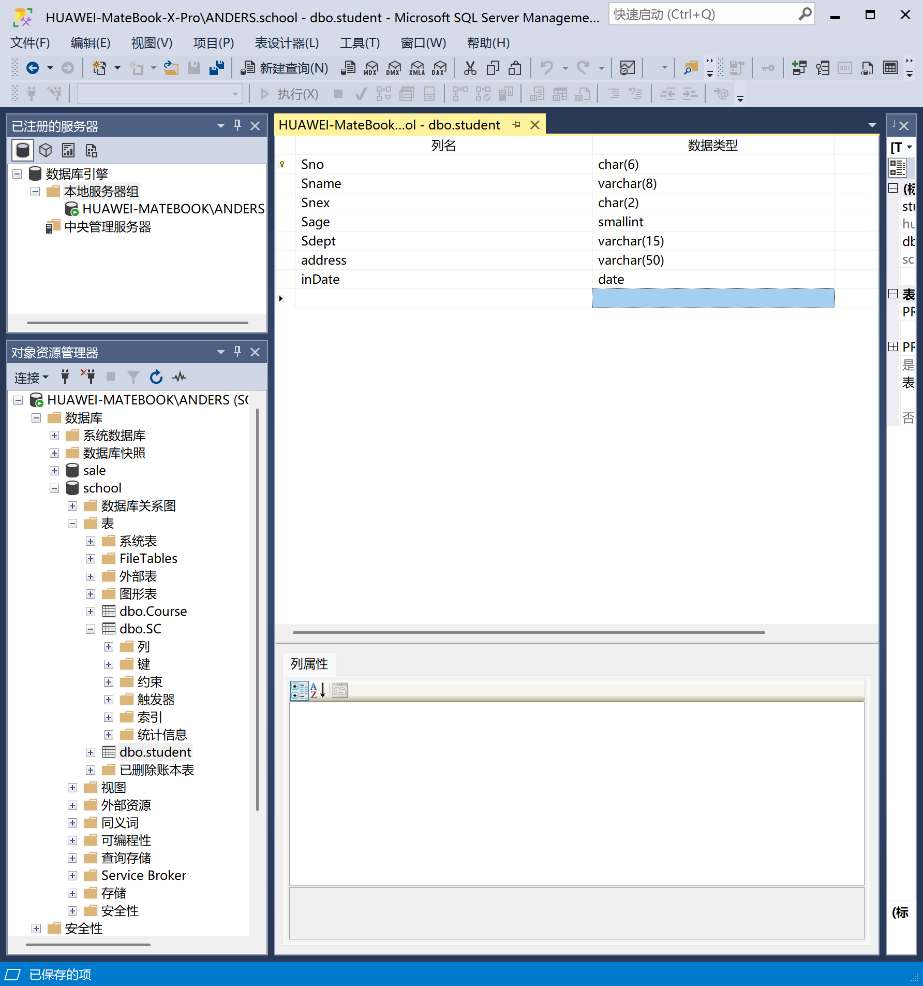 HUAWEI-MateBook-X-Pro\ANDERS.school - dbo.student - Microsoft SQL Server Manageme...
快速启动 (Ctrl+Q)
文件(F) 编辑(E) 视图(V) 项目(P) 表设计器(L) 工具(T) 窗口(W) 帮助(H)
新建查询(N)
MDX DMX XMLA DAX
执行(X)
已注册的服务器
数据库引擎
本地服务器组
HUAWEI-MATEBOOK\ANDERS
中央管理服务器
对象资源管理器
连接
HUAWEI-MATEBOOK\ANDERS (SC
数据库
系统数据库
数据库快照
sale
school
数据库关系图
表
系统表
FileTables
外部表
图形表
dbo.Course
dbo.SC
列
键
约束
触发器
索引
统计信息
dbo.student
已删除账本表
视图
外部资源
同义词
可编程性
查询存储
Service Broker
存储
安全性
安全性
HUAWEI-MateBook...ol - dbo.student
列名 数据类型
Sno char(6)
Sname varchar(8)
Snex char(2)
Sage smallint
Sdept varchar(15)
address varchar(50)
inDate date
列属性
[T
(标
stu
hu
db
sc
表
PR
PR
是
表
否
(标
已保存的项